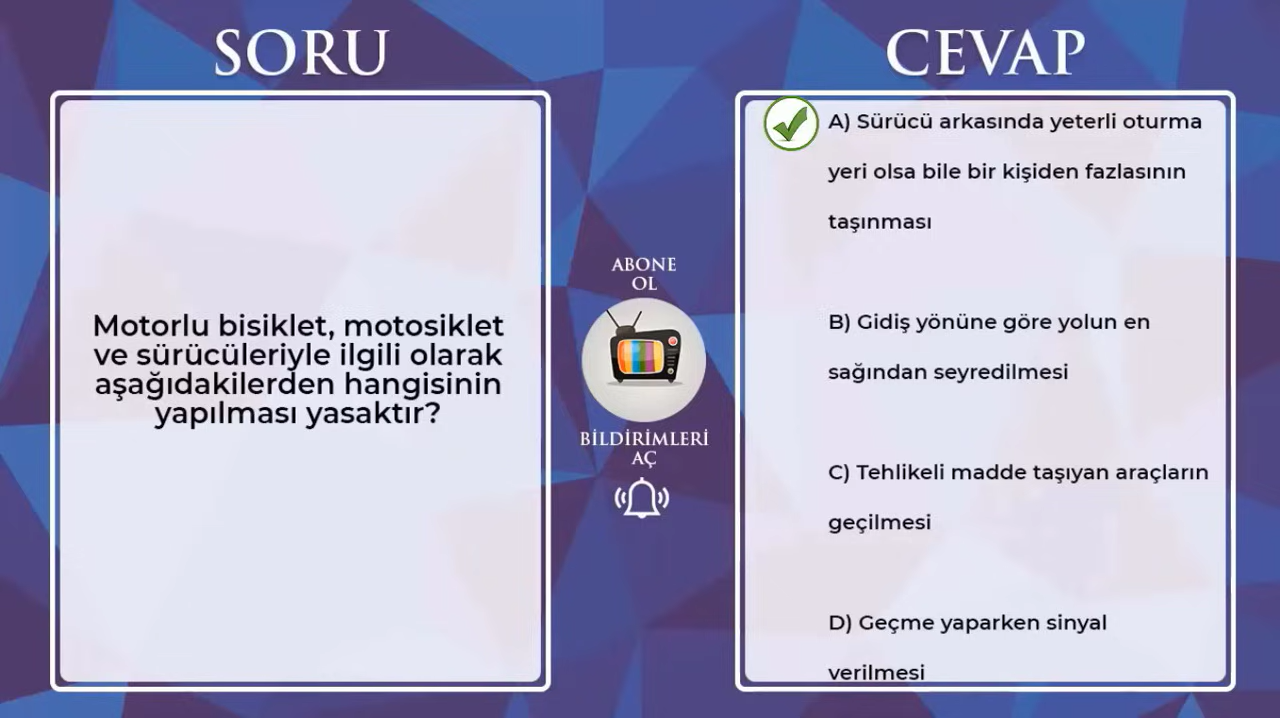 SORU
Motorlu bisiklet, motosiklet
ve sürücüleriyle ilgili olarak
aşağıdakilerden hangisinin
yapılması yasaktır?
ABONE
OL
BİLDİRİMLERİ
AÇ
CEVAP
A) Sürücü arkasında yeterli oturma
yeri olsa bile bir kişiden fazlasının
taşınması
B) Gidiş yönüne göre yolun en
sağından seyredilmesi
C) Tehlikeli madde taşıyan araçların
geçilmesi
D) Geçme yaparken sinyal
verilmesi